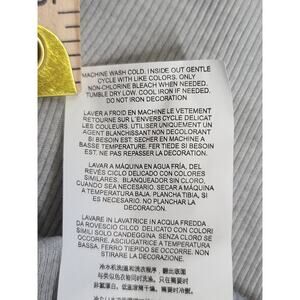 MACHINE WASH COLD. INSIDE OUT GENTLE
CYCLE WITH LIKE COLORS. ONLY
NON-CHLORINE BLEACH WHEN NEEDED.
TUMBLE DRY LOW. COOL IRON IF NEEDED.
DO NOT IRON DECORATION
LAVER A FROID EN MACHINE LE VETEMENT
RETOURNE SUR L'ENVERS CYCLE DELICAT
LES COULEURS. UTILISER UNIQUEMENT UN
AGENT BLANCHISSANT NON DECOLORANT
SI BESOIN EST. SECHER EN MACHINE A
BASSE TEMPERATURE. FER TIEDE SI BESOIN
EST. NE PAS REPASSER LA DECORATION.
LAVAR A MÁQUINA EN AGUA FRÍA, DEL
REVÉS CICLO DELICADO CON COLORES
SIMILARES. BLANQUEADOR SIN CLORO,
CUANDO SEA NECESARIO. SECAR A MÁQUINA
A TEMPERATURA BAJA. PLANCHA TIBIA, SI
ES NECESARIO. NO PLANCHAR LA
DECORACIÓN.
LAVARE IN LAVATRICE IN ACQUA FREDDA
DA ROVESCIO CICLO DELICATO CON COLORI
SIMILI SOLO CANDEGGINA SENZA CLORO SE
OCCORRE. ASCIUGATRICE A TEMPERATURA
BASSA. FERRO TIEPIDO SE OCCORRE. NON
STIRARE LA DECORAZIONE.